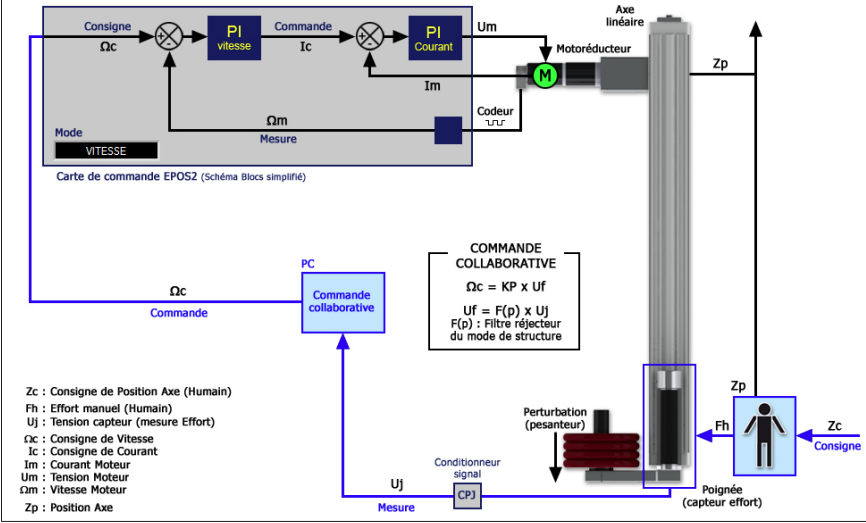 Consigne
Ωc
PI
vitesse
Commande
Ic
PI
Courant
Um
Im
Ωm
Mesure
Codeur
Mode
VITESSE
Carte de commande EPOS2 (Schéma Blocs simplifié)
Axe
linéaire
Motoréducteur
M
Zp
PC
Commande
collaborative
Ωc
Commande
COMMANDE
COLLABORATIVE
Ωc = KP x Uf
Uf = F(p) x Uj
F(p) : Filtre réjecteur
du mode de structure
Zc : Consigne de Position Axe (Humain)
Fh : Effort manuel (Humain)
Uj : Tension capteur (mesure Effort)
Ωc : Consigne de Vitesse
Ic : Consigne de Courant
Im : Courant Moteur
Um : Tension Moteur
Ωm : Vitesse Moteur
Zp : Position Axe
Perturbation
(pesanteur)
Conditionneur
signal
CPJ
Uj
Mesure
Zp
Fh
Zc
Consigne
Poignée
(capteur effort)